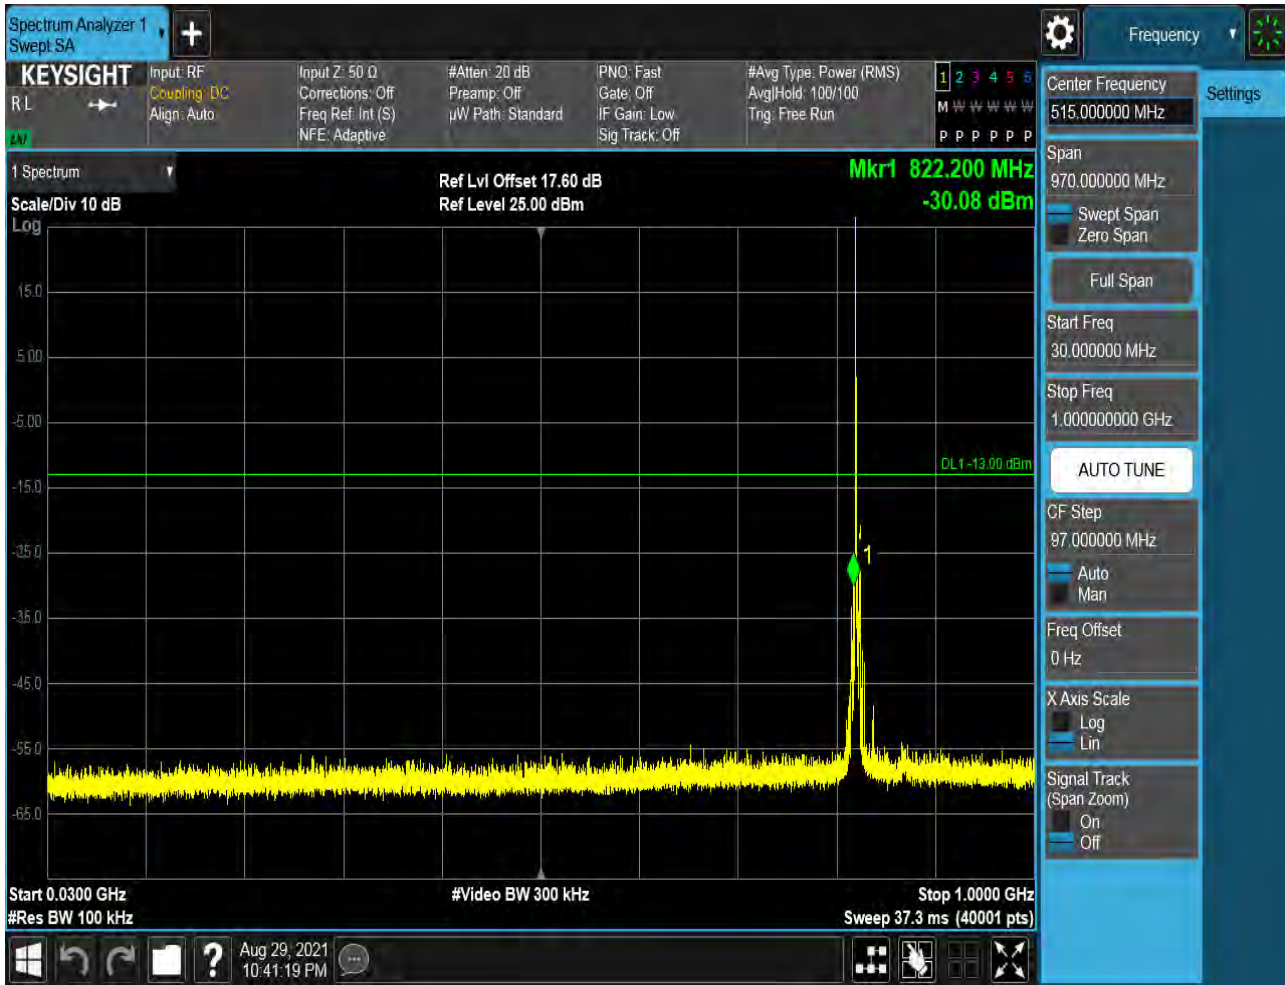 Spectrum Analyzer 1
Swept SA
Frequency
KEYSIGHT
R L
Input: RF
Coupling: DC
Align: Auto
Input Z: 50 Ω
Corrections: Off
Freq Ref: Int (S)
NFE: Adaptive
#Atten: 20 dB
Preamp: Off
µW Path: Standard
PNO: Fast
Gate: Off
IF Gain: Low
Sig Track: Off
#Avg Type: Power (RMS)
Avg|Hold: 100/100
Trig: Free Run
1 2 3 4 5 6
M W W W W W
P P P P P P
1 Spectrum
Scale/Div 10 dB
Log
Ref Lvl Offset 17.60 dB
Ref Level 25.00 dBm
Mkr1 822.200 MHz
-30.08 dBm
15.0
5.00
-5.00
DL1 -13.00 dBm
-15.0
-25.0
1
-35.0
-45.0
-55.0
-65.0
Start 0.0300 GHz
#Res BW 100 kHz
#Video BW 300 kHz
Stop 1.0000 GHz
Sweep 37.3 ms (40001 pts)
Aug 29, 2021
10:41:19 PM
Center Frequency
515.000000 MHz
Settings
Span
970.000000 MHz
Swept Span
Zero Span
Full Span
Start Freq
30.000000 MHz
Stop Freq
1.000000000 GHz
AUTO TUNE
CF Step
97.000000 MHz
Auto
Man
Freq Offset
0 Hz
X Axis Scale
Log
Lin
Signal Track
(Span Zoom)
On
Off